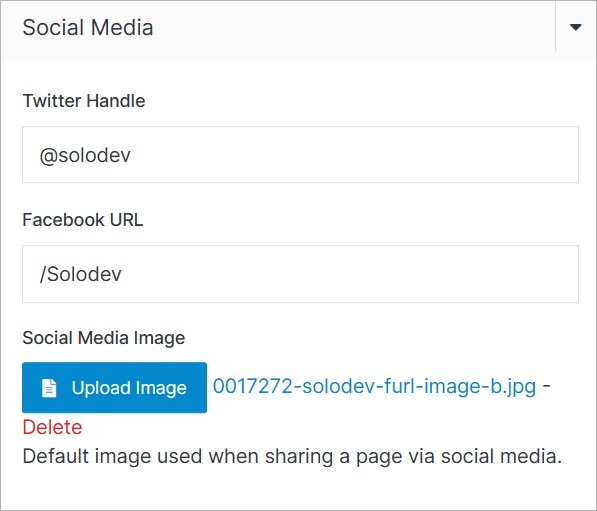 Social Media
Twitter Handle
@solodev
Facebook URL
/Solodev
Social Media Image
Upload Image 0017272-solodev-furl-image-b.jpg -
Delete
Default image used when sharing a page via social media.